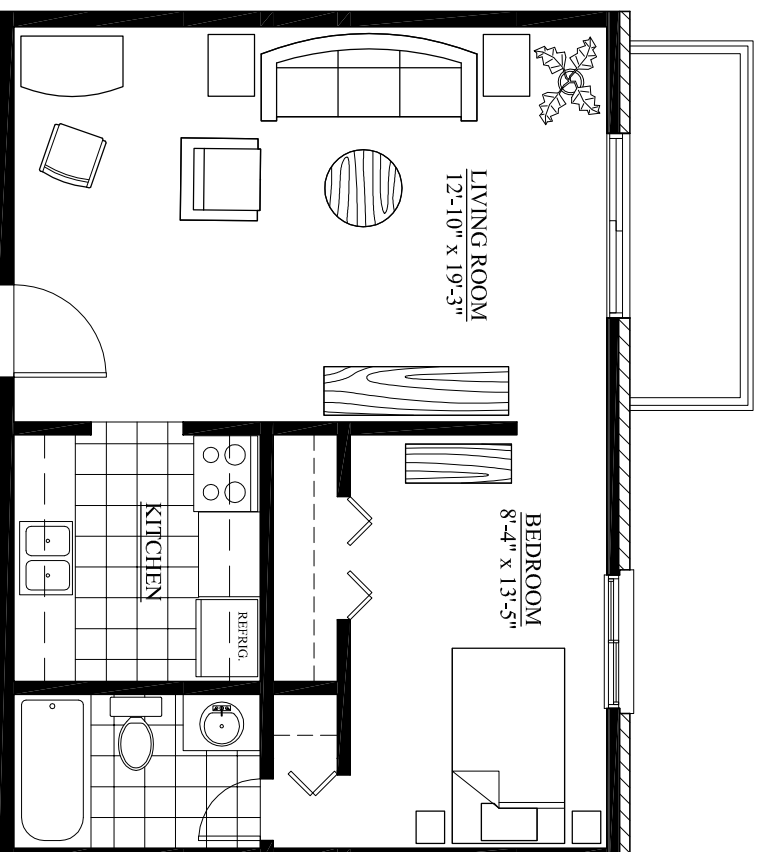 LIVING ROOM
12'-10" x 19'-3"
BEDROOM
8'-4" x 13'-5"
KITCHEN
REFRIG.